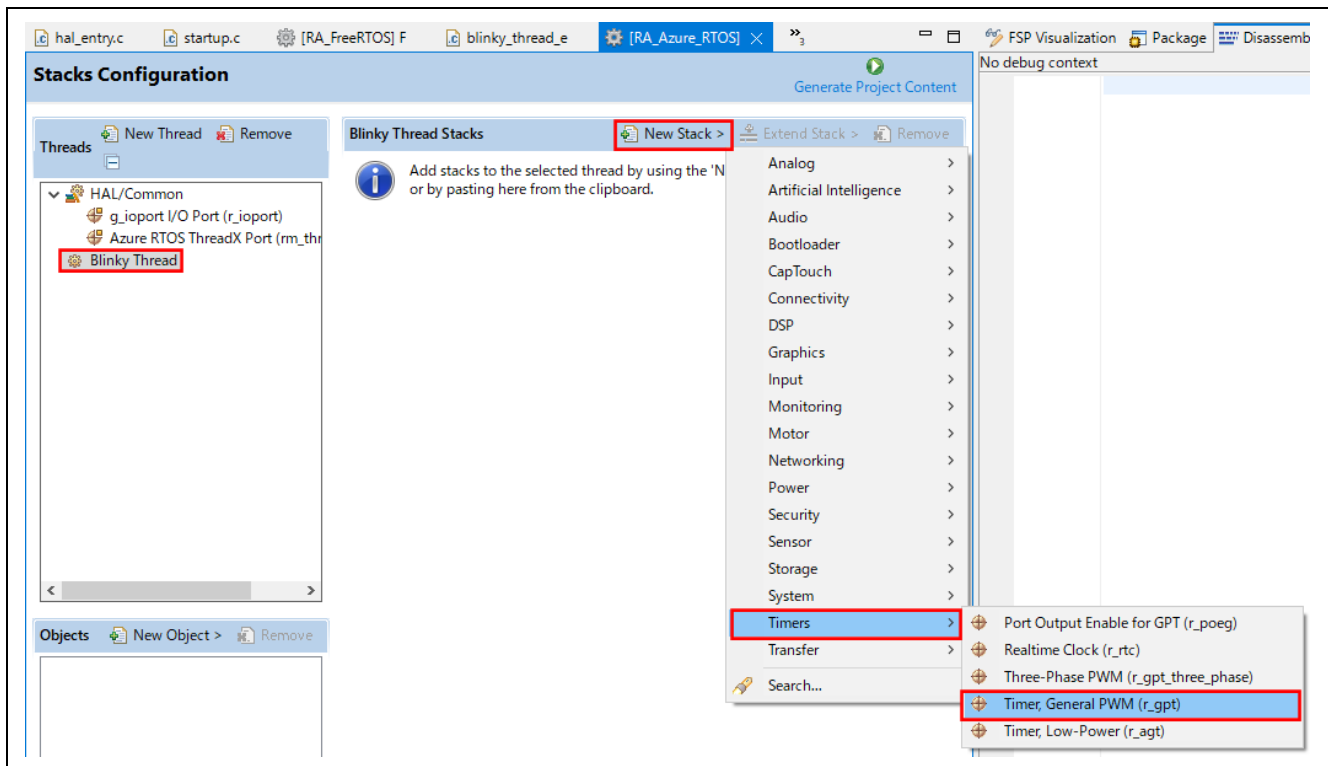 hal_entry.c startup.c [RA_FreeRTOS] F blinky_thread_e [RA_Azure_RTOS] »3 FSP Visualization Package Disassemb
No debug context
Stacks Configuration
Generate Project Content
Threads New Thread Remove
Blinky Thread Stacks New Stack > Extend Stack > Remove
HAL/Common
g_ioport I/O Port (r_ioport)
Azure RTOS ThreadX Port (rm_thr
Blinky Thread
Add stacks to the selected thread by using the 'N
or by pasting here from the clipboard.
Analog
Artificial Intelligence
Audio
Bootloader
CapTouch
Connectivity
DSP
Graphics
Input
Monitoring
Motor
Networking
Power
Security
Sensor
Storage
System
Timers
Transfer
Search...
Port Output Enable for GPT (r_poeg)
Realtime Clock (r_rtc)
Three-Phase PWM (r_gpt_three_phase)
Timer, General PWM (r_gpt)
Timer, Low-Power (r_agt)
Objects New Object > Remove